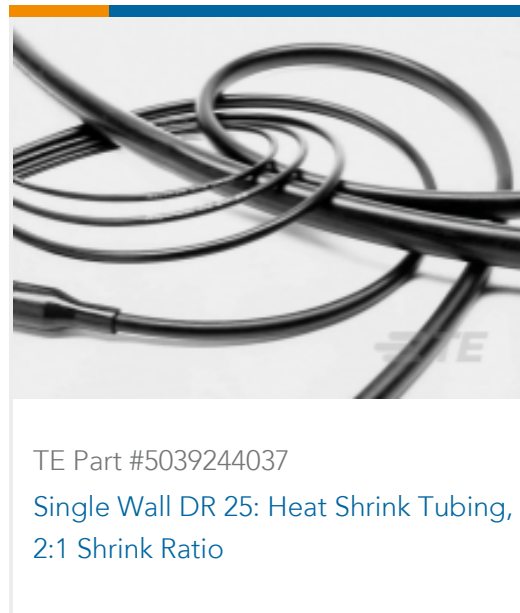 TE
TE Part #5039244037
Single Wall DR 25: Heat Shrink Tubing,
2:1 Shrink Ratio